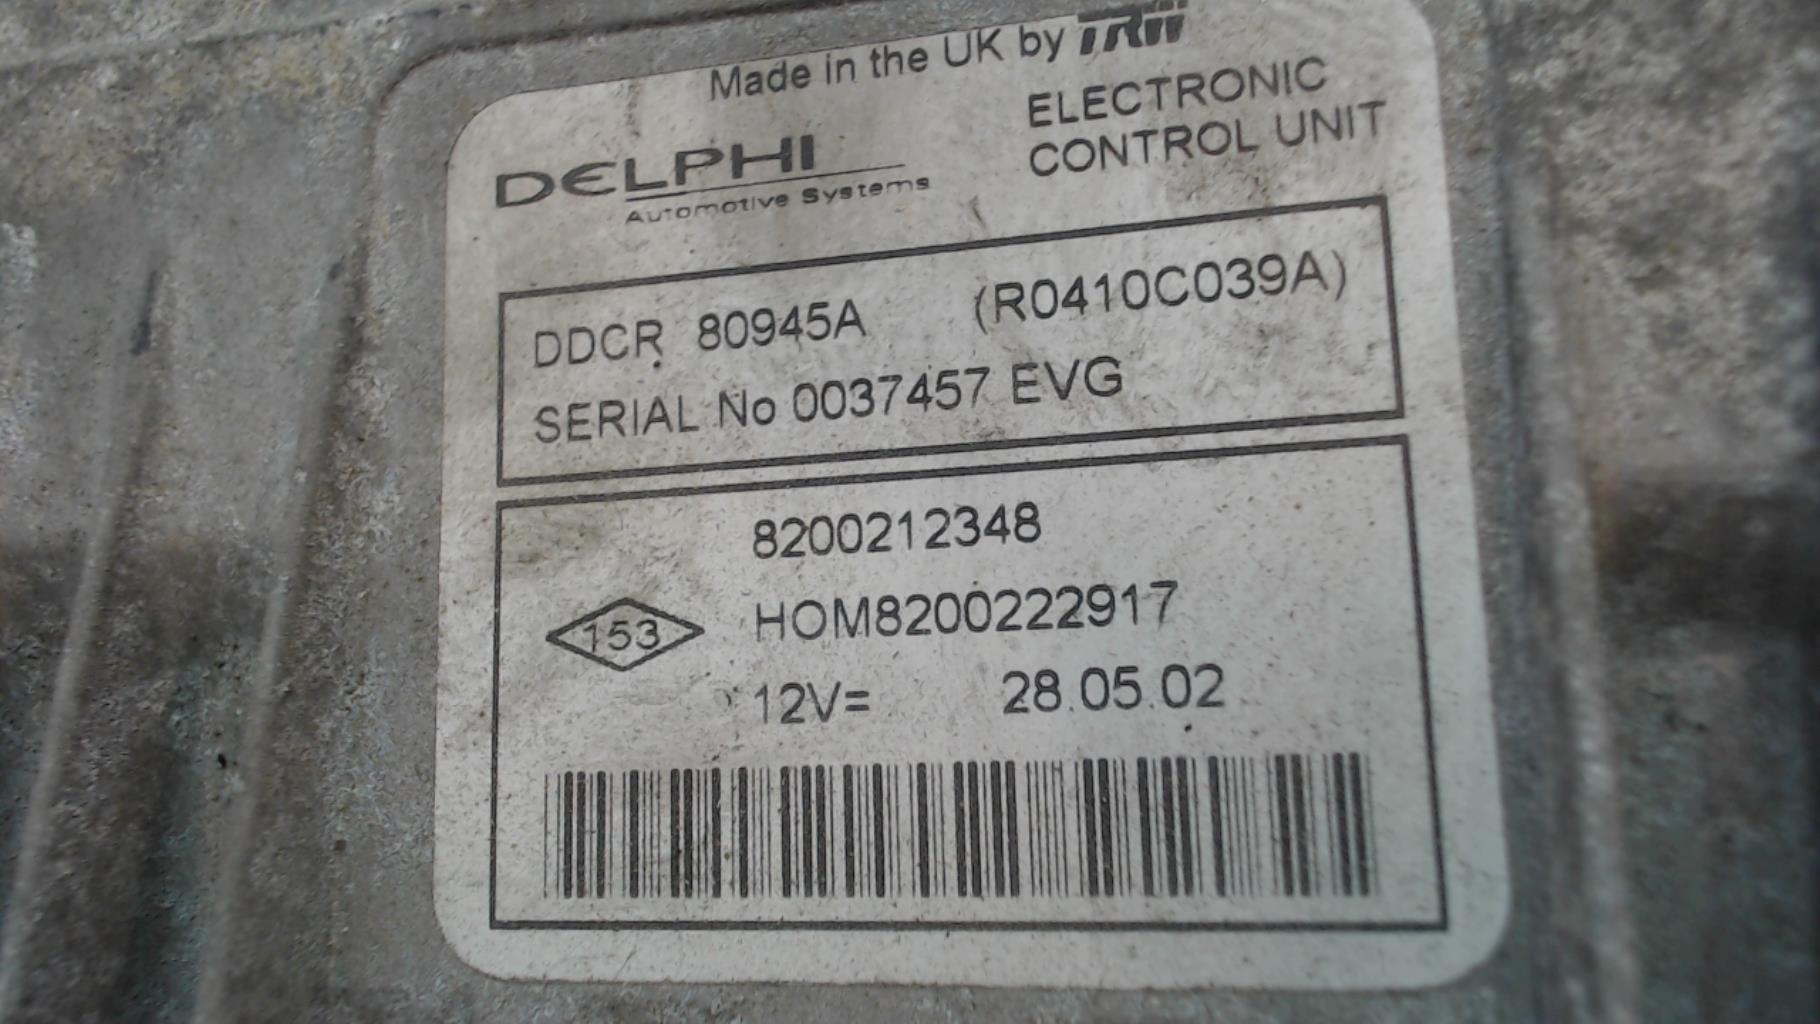 Made in the UK by TRW
ELECTRONIC
CONTROL UNIT
DELPHI
Automotive Systems
DDCR 80945A (R0410C039A)
SERIAL No 0037457 EVG
8200212348
153 HOM8200222917
12V= 28.05.02